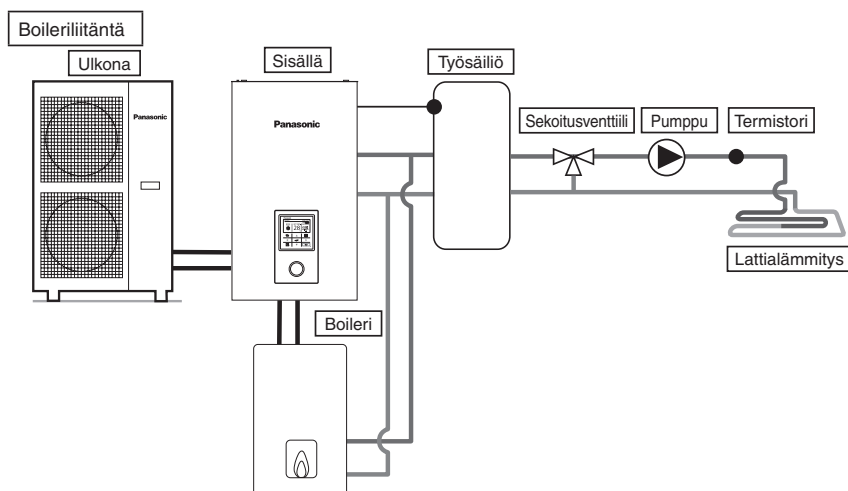 Boileriliitäntä
Ulkona
Sisällä
Työsäiliö
Sekoitusventtiili
Pumppu
Termistori
Panasonic
Panasonic
Lattialämmitys
Boileri